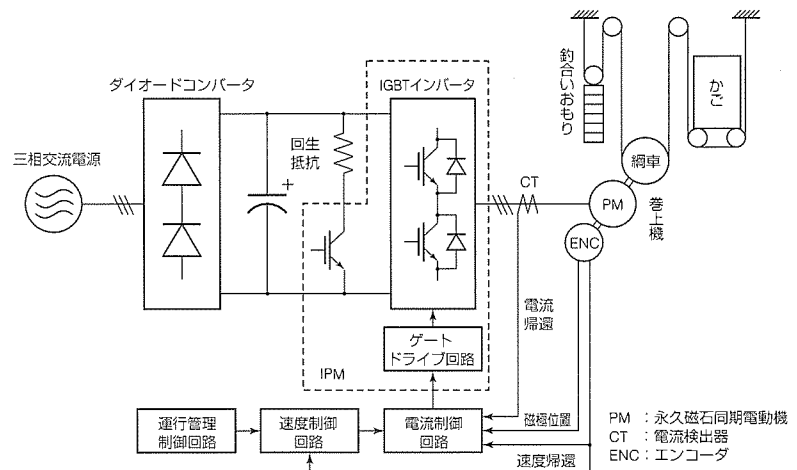 ダイオードコンバータ
IGBTインバータ
釣合いおもり
かご
三相交流電源
回生
抵抗
+
CT
綱車
PM
巻上機
ENC
電流
帰還
ゲート
ドライブ回路
IPM
運行管理
制御回路
速度制御
回路
電流制御
回路
磁極位置
速度帰還
PM :永久磁石同期電動機
CT :電流検出器
ENC:エンコーダ